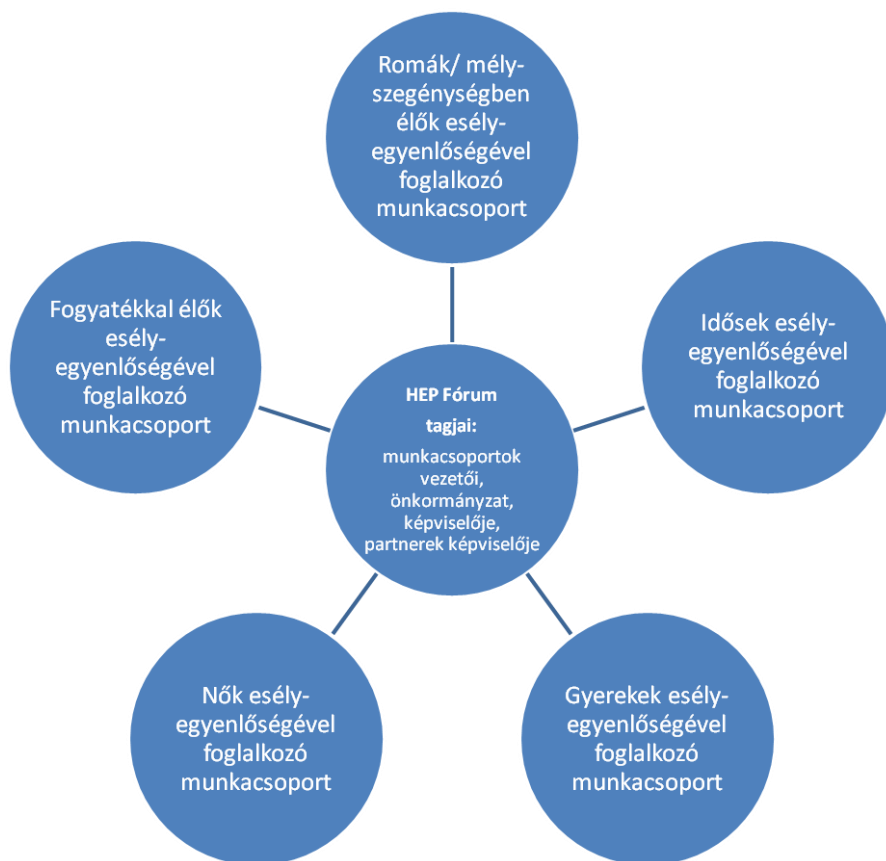 Romák/ mély-
szegénységben
élők esély-
egyenlőségével
foglalkozó
munkacsoport
Fogyatékkal élők
esély-
egyenlőségével
foglalkozó
munkacsoport
Idősek esély-
egyenlőségével
foglalkozó
munkacsoport
HEP Fórum
tagjai:
munkacsoportok
vezetői,
önkormányzat,
képviselője,
partnerek képviselője
Nők esély-
egyenlőségével
foglalkozó
munkacsoport
Gyerekek esély-
egyenlőségével
foglalkozó
munkacsoport